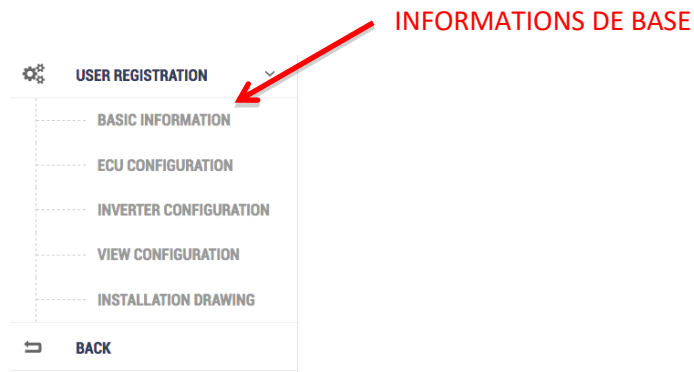 INFORMATIONS DE BASE
USER REGISTRATION
BASIC INFORMATION
ECU CONFIGURATION
INVERTER CONFIGURATION
VIEW CONFIGURATION
INSTALLATION DRAWING
BACK